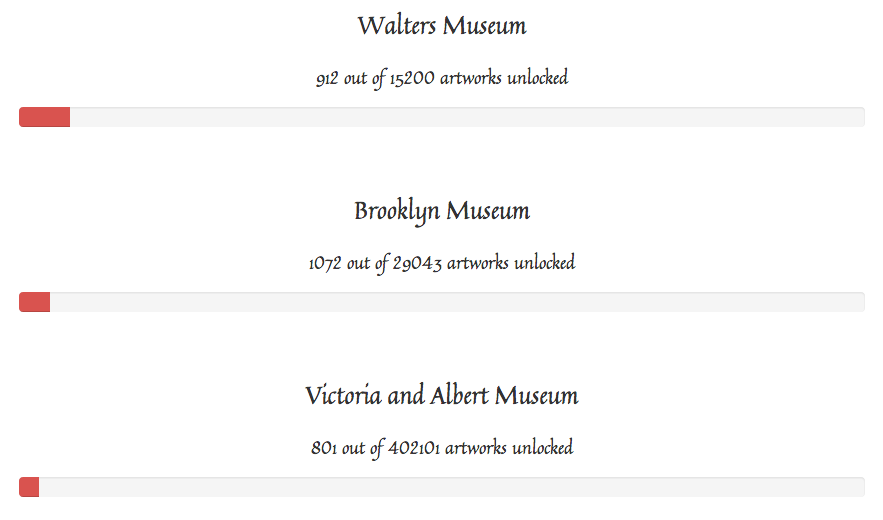 Walters Museum
912 out of 15200 artworks unlocked
Brooklyn Museum
1072 out of 29043 artworks unlocked
Victoria and Albert Museum
801 out of 402101 artworks unlocked